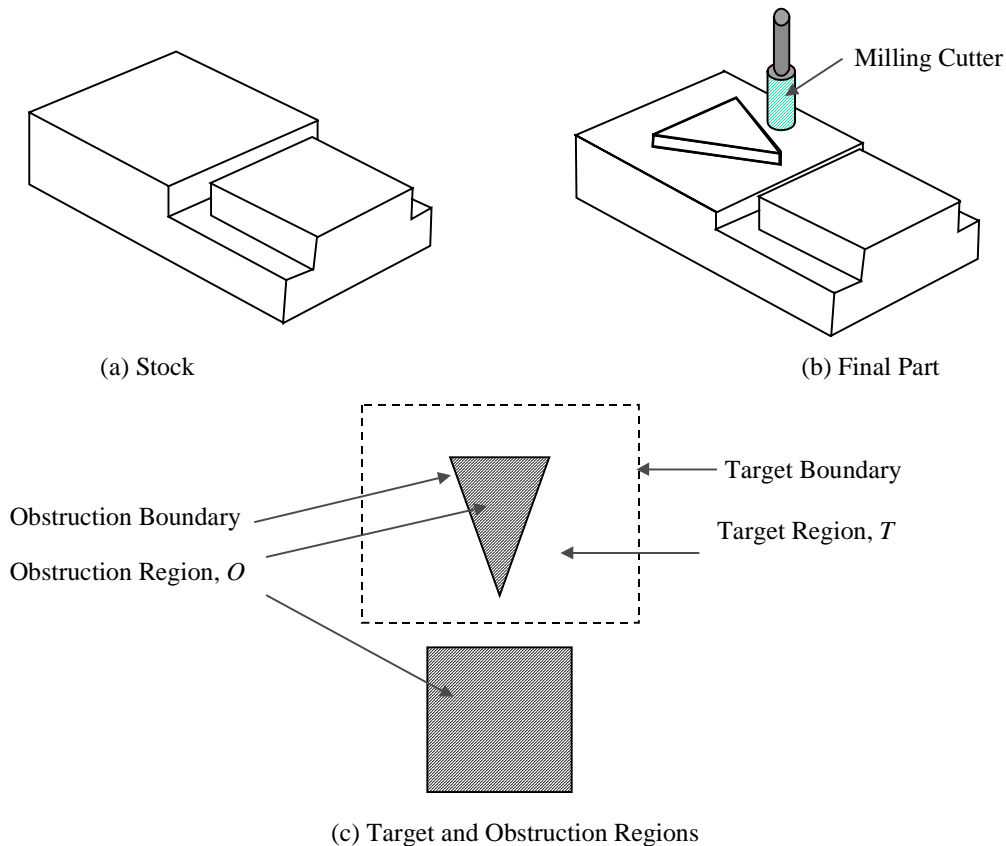 Milling Cutter
(a) Stock
(b) Final Part
Target Boundary
Obstruction Boundary
Target Region, T
Obstruction Region, O
(c) Target and Obstruction Regions